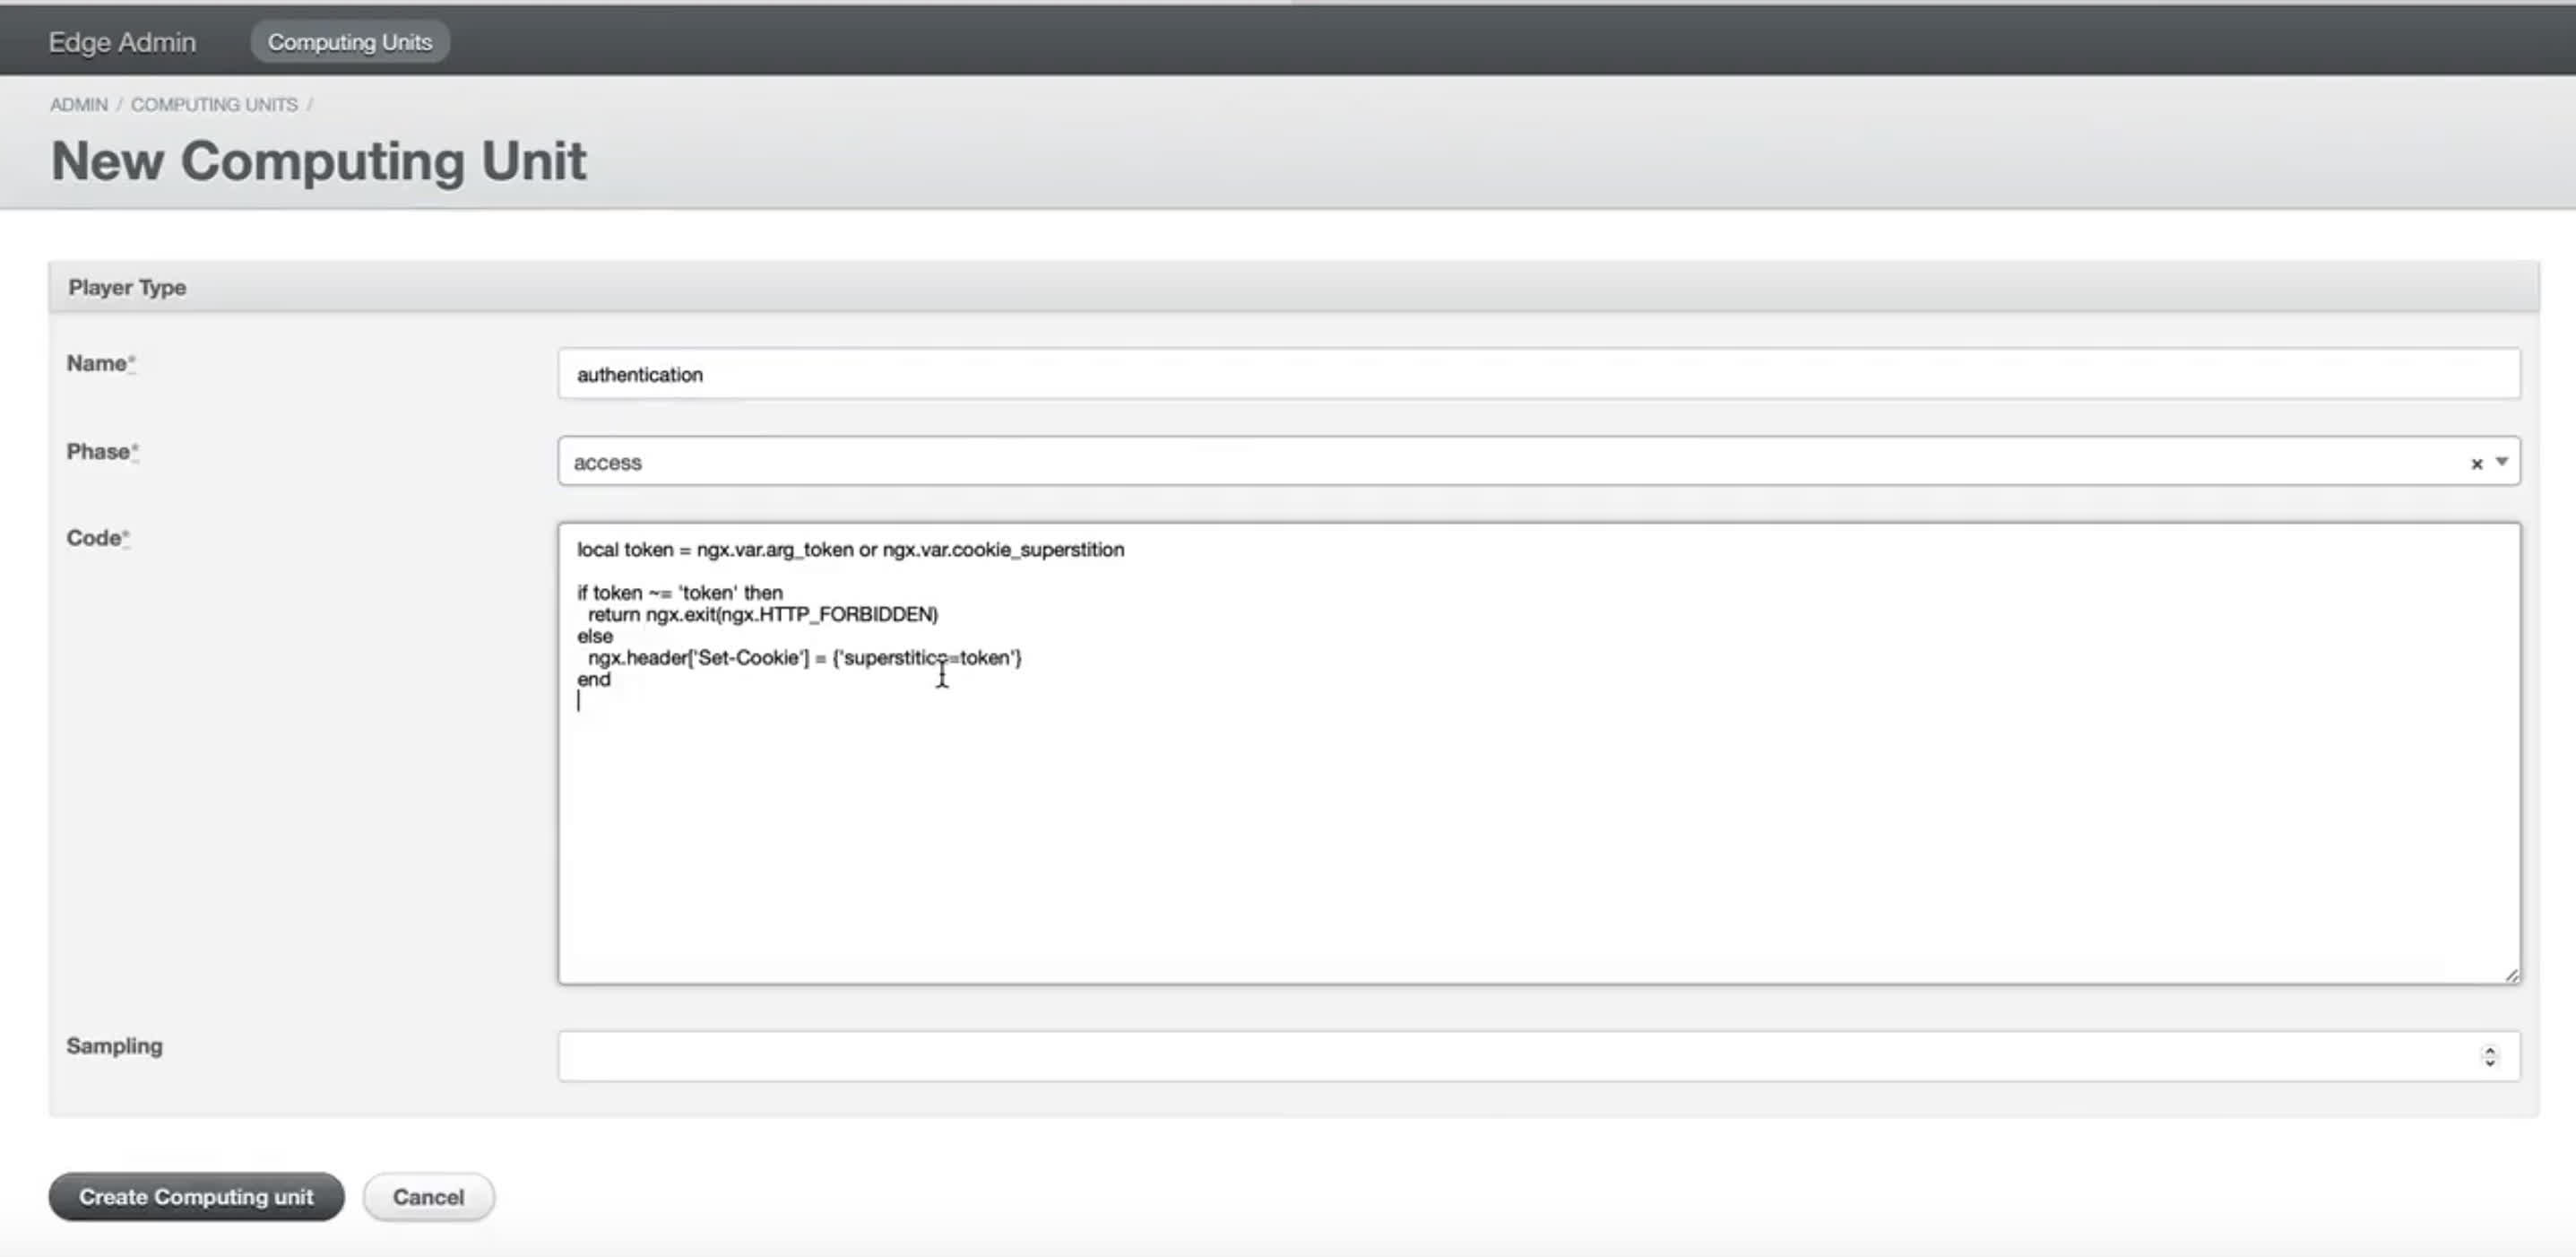 Edge Admin Computing Units
ADMIN / COMPUTING UNITS /
New Computing Unit
Player Type
Name*
authentication
Phase*
access
Code*
local token = ngx.var.arg_token or ngx.var.cookie_superstition
if token ~= 'token' then
return ngx.exit(ngx.HTTP_FORBIDDEN)
else
ngx.header['Set-Cookie'] = {'superstition=token'}
end
Sampling
Create Computing unit Cancel